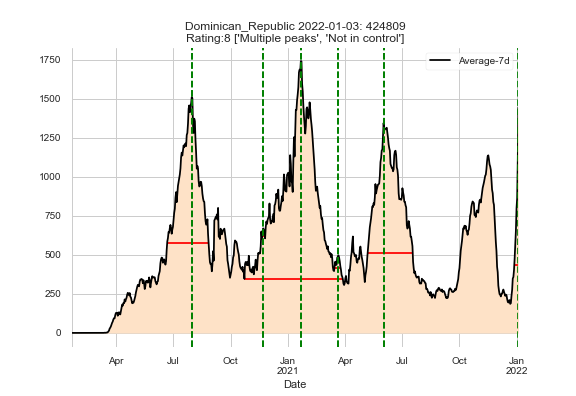 Dominican_Republic 2022-01-03: 424809
Rating:8 ['Multiple peaks', 'Not in control']
Average-7d
1750
1500
1250
1000
750
500
250
0
Apr Jul Oct Jan Apr Jul Oct Jan
2021 2022
Date